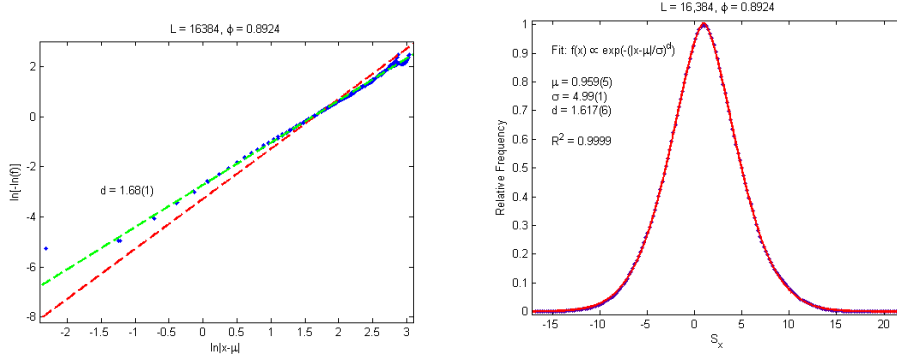 L = 16384, ϕ = 0.8924
ln[-ln(f)]
2
0
-2
-4
-6
-8
d = 1.68(1)
-2 -1.5 -1 -0.5 0 0.5 1 1.5 2 2.5 3
ln|x-μ|
L = 16,384, ϕ = 0.8924
Relative Frequency
1
0.9
0.8
0.7
0.6
0.5
0.4
0.3
0.2
0.1
0
Fit: f(x) ∝ exp(-(|x-μ|/σ)^d)
μ = 0.959(5)
σ = 4.99(1)
d = 1.617(6)
R² = 0.9999
-15 -10 -5 0 5 10 15 20
S_x